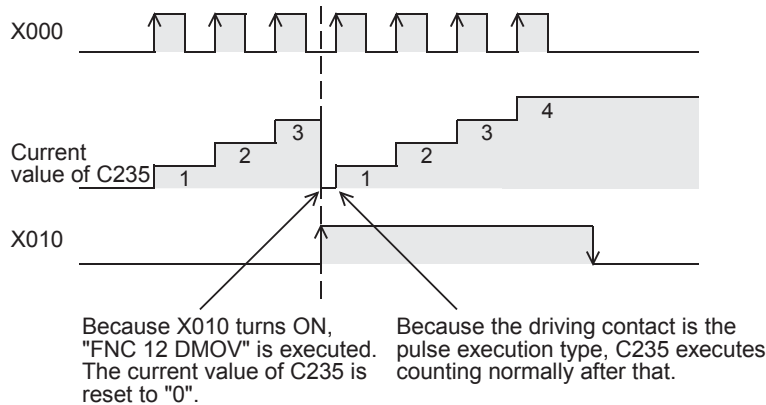 X000
Current
value of C235
1
2
3
1
2
3
4
X010
Because X010 turns ON,
"FNC 12 DMOV" is executed.
The current value of C235 is
reset to "0".
Because the driving contact is the
pulse execution type, C235 executes
counting normally after that.